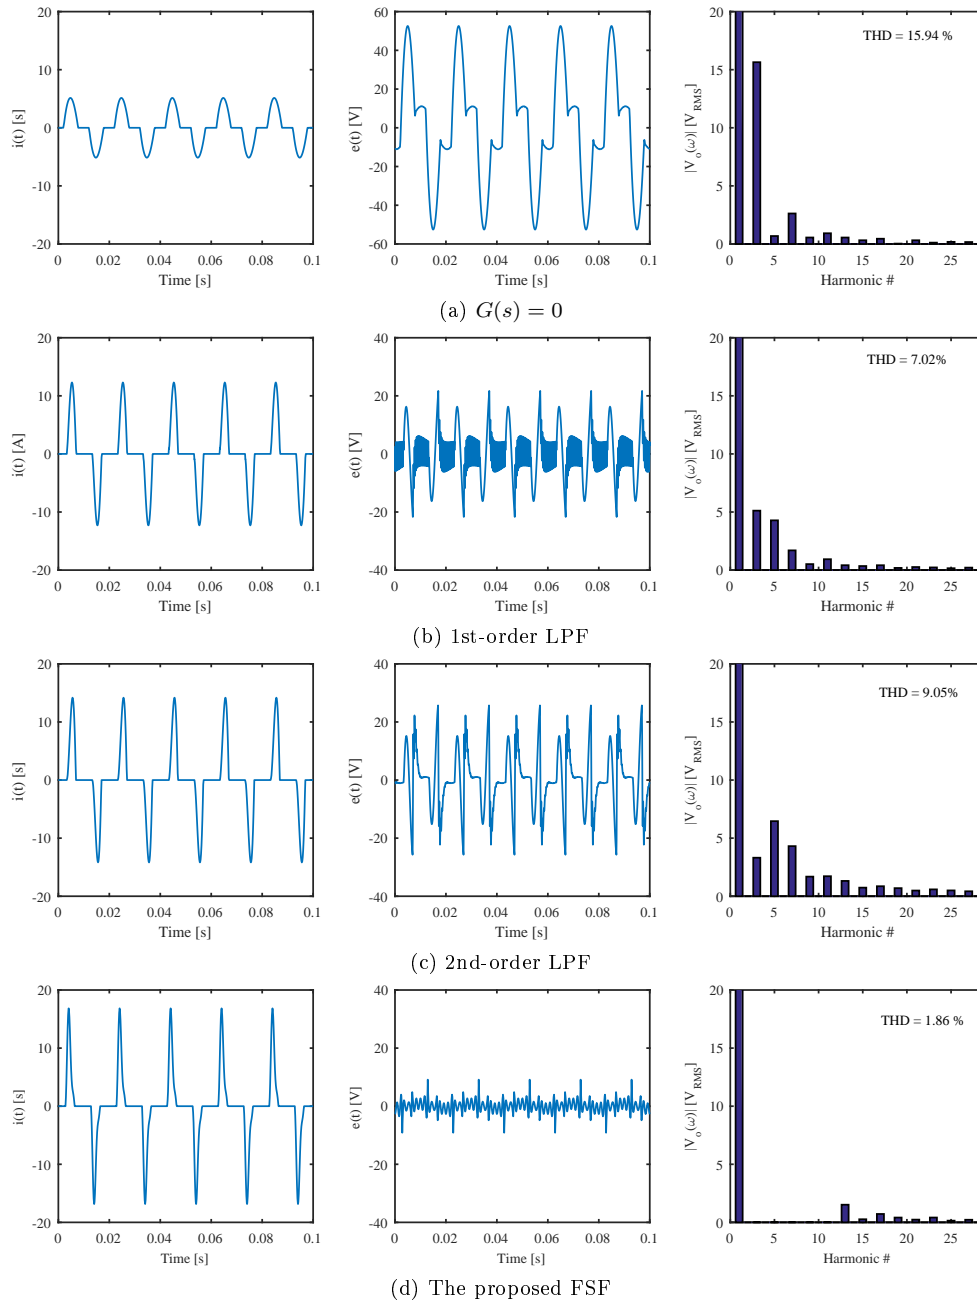 20
10
0
-10
-20
i(t) [s]
0 0.02 0.04 0.06 0.08 0.1
Time [s]
60
40
20
0
-20
-40
-60
e(t) [V]
0 0.02 0.04 0.06 0.08 0.1
Time [s]
20
15
10
5
0
|V_o(ω)| [V_RMS]
THD = 15.94 %
0 5 10 15 20 25
Harmonic #
(a) G(s) = 0
20
10
0
-10
-20
i(t) [A]
0 0.02 0.04 0.06 0.08 0.1
Time [s]
40
20
0
-20
-40
e(t) [V]
0 0.02 0.04 0.06 0.08 0.1
Time [s]
20
15
10
5
0
|V_o(ω)| [V_RMS]
THD = 7.02%
0 5 10 15 20 25
Harmonic #
(b) 1st-order LPF
20
10
0
-10
-20
i(t) [s]
0 0.02 0.04 0.06 0.08 0.1
Time [s]
40
20
0
-20
-40
e(t) [V]
0 0.02 0.04 0.06 0.08 0.1
Time [s]
20
15
10
5
0
|V_o(ω)| [V_RMS]
THD = 9.05%
0 5 10 15 20 25
Harmonic #
(c) 2nd-order LPF
20
10
0
-10
-20
i(t) [s]
0 0.02 0.04 0.06 0.08 0.1
Time [s]
40
20
0
-20
-40
e(t) [V]
0 0.02 0.04 0.06 0.08 0.1
Time [s]
20
15
10
5
0
|V_o(ω)| [V_RMS]
THD = 1.86 %
0 5 10 15 20 25
Harmonic #
(d) The proposed FSF